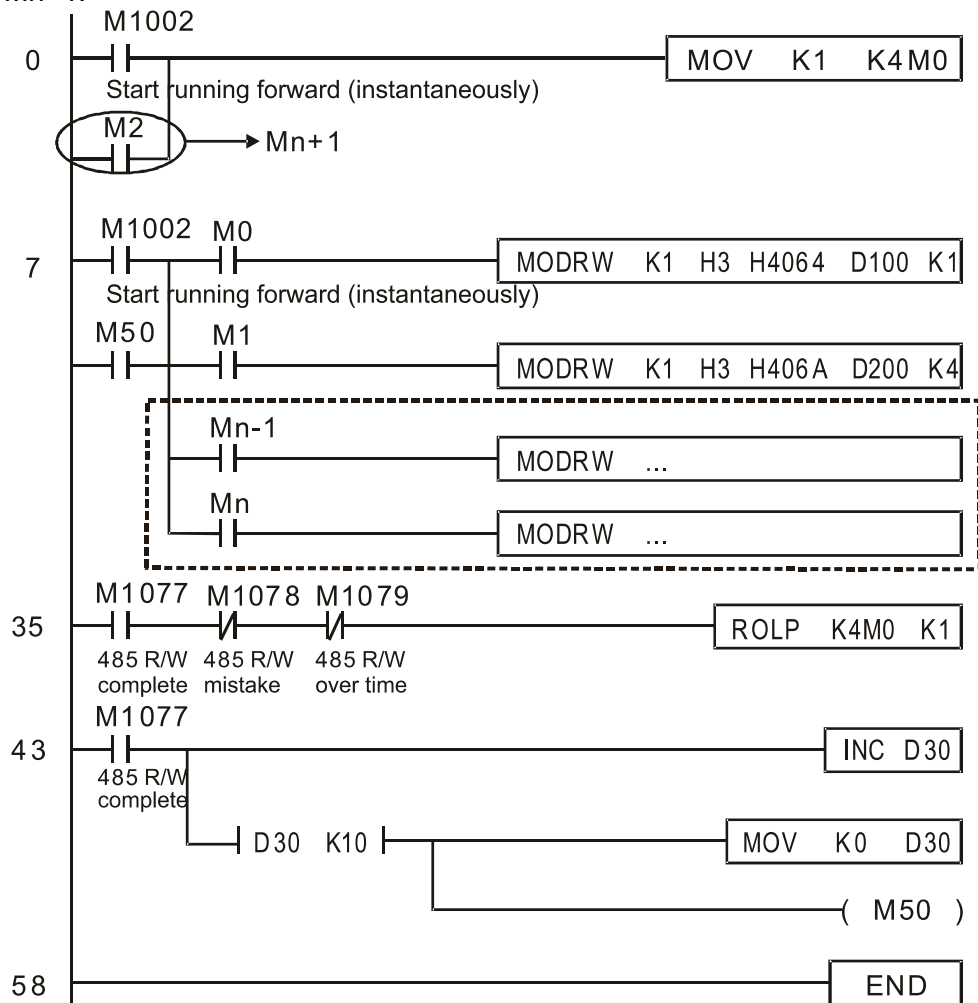 M1002
0
MOV K1 K4M0
Start running forward (instantaneously)
M2
Mn+1
M1002 M0
7
MODRW K1 H3 H4064 D100 K1
Start running forward (instantaneously)
M50 M1
MODRW K1 H3 H406A D200 K4
Mn-1
MODRW ...
Mn
MODRW ...
M1077 M1078 M1079
35
ROLP K4M0 K1
485 R/W 485 R/W 485 R/W
complete mistake over time
M1077
43
INC D30
485 R/W
complete
D30 K10
MOV K0 D30
( M50 )
58
END